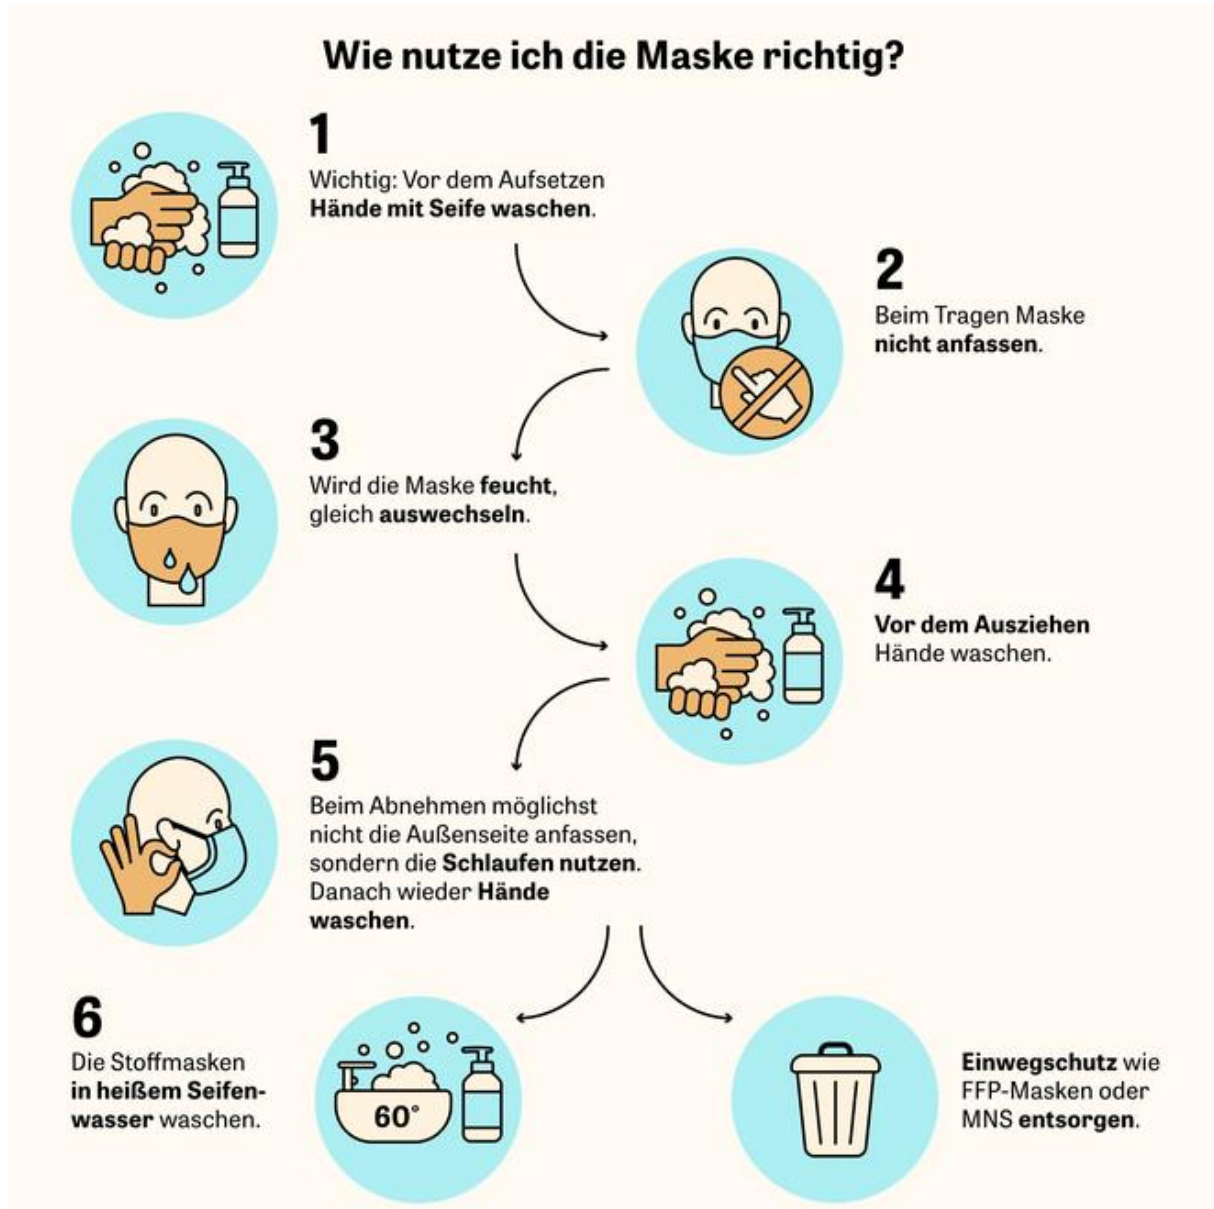 Wie nutze ich die Maske richtig?
1
Wichtig: Vor dem Aufsetzen
Hände mit Seife waschen.
2
Beim Tragen Maske
nicht anfassen.
3
Wird die Maske feucht,
gleich auswechseln.
4
Vor dem Ausziehen
Hände waschen.
5
Beim Abnehmen möglichst
nicht die Außenseite anfassen,
sondern die Schlaufen nutzen.
Danach wieder Hände
waschen.
6
Die Stoffmasken
in heißem Seifen-
wasser waschen.
60°
Einwegschutz wie
FFP-Masken oder
MNS entsorgen.